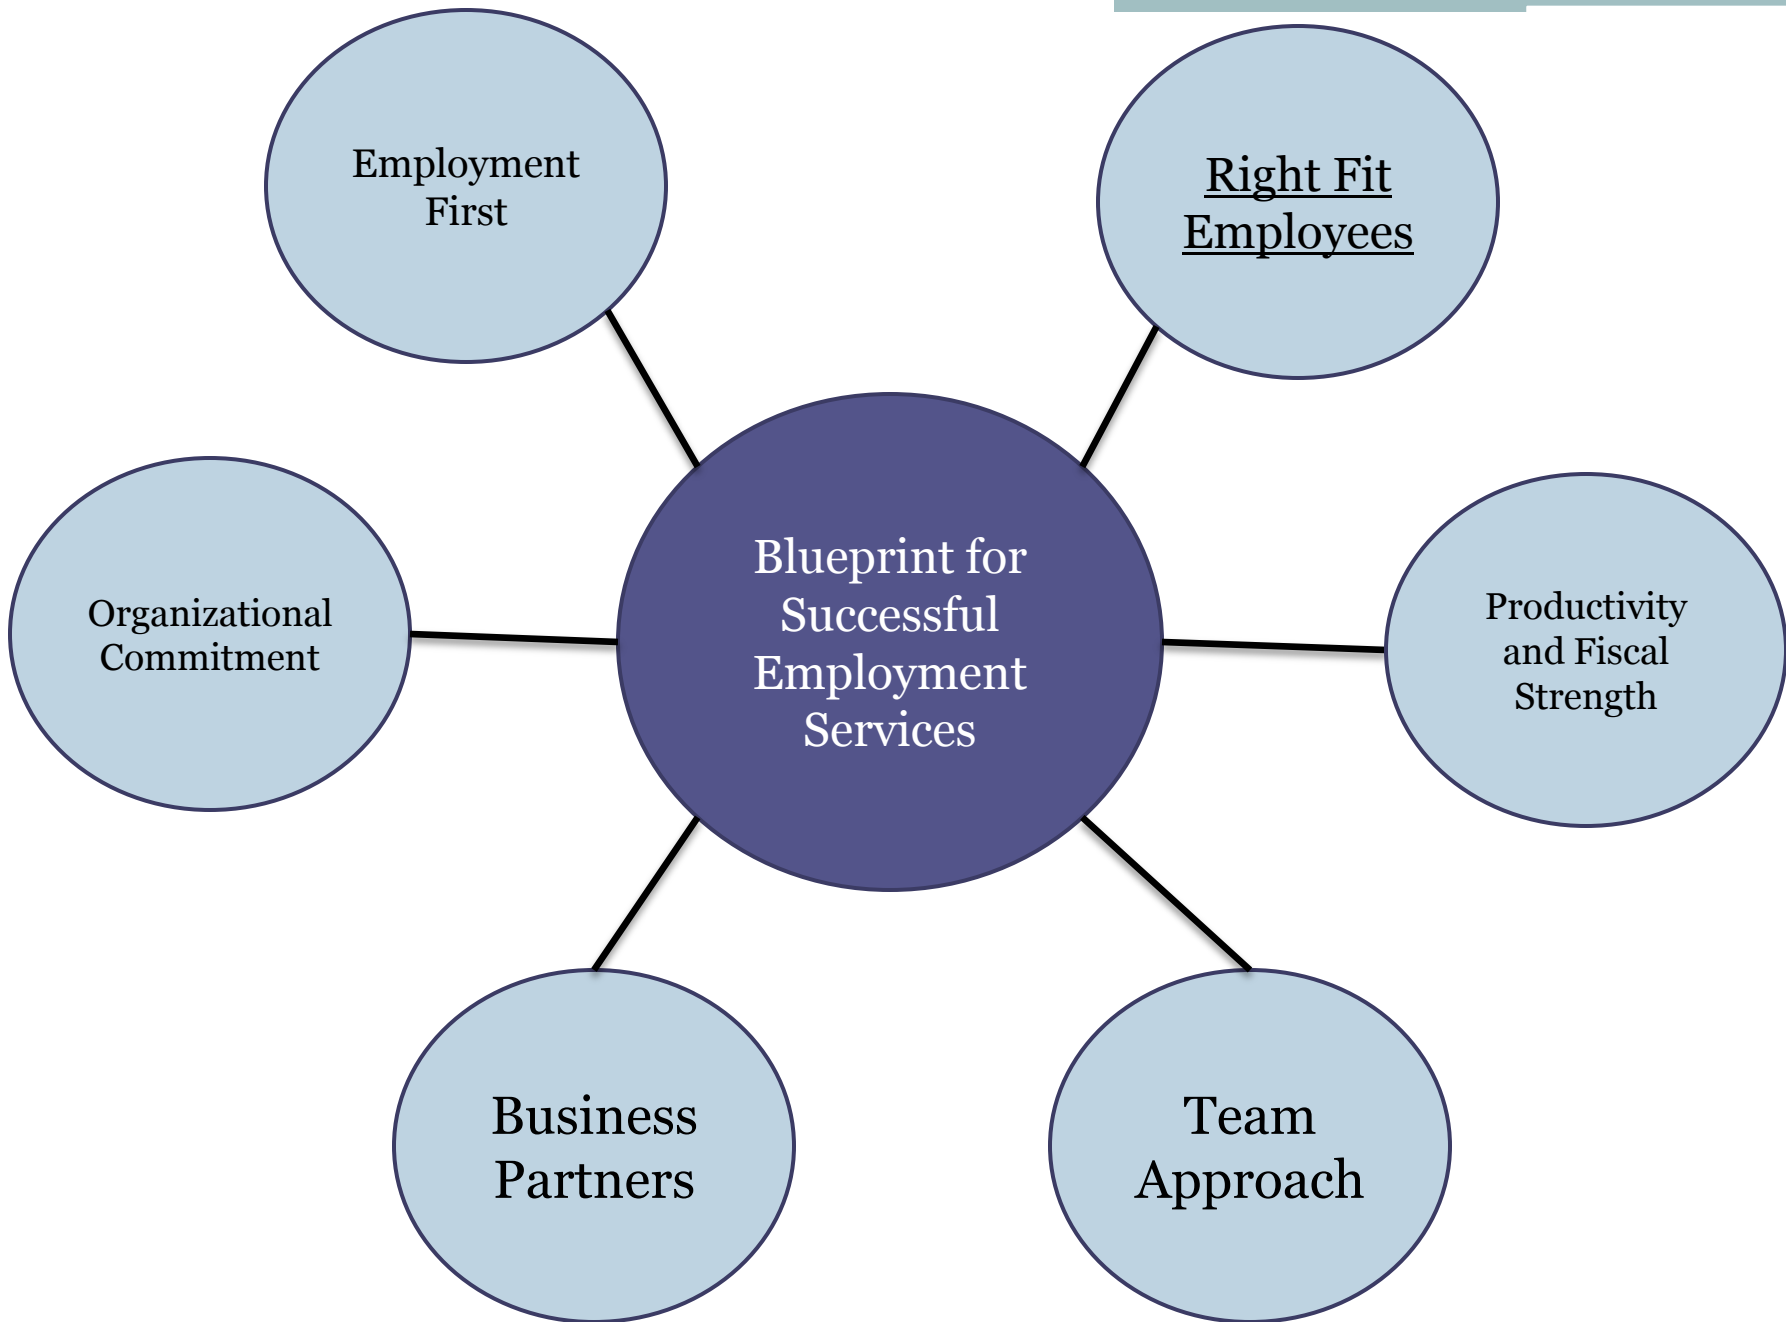 Employment
First
Right Fit
Employees
Organizational
Commitment
Blueprint for
Successful
Employment
Services
Productivity
and Fiscal
Strength
Business
Partners
Team
Approach